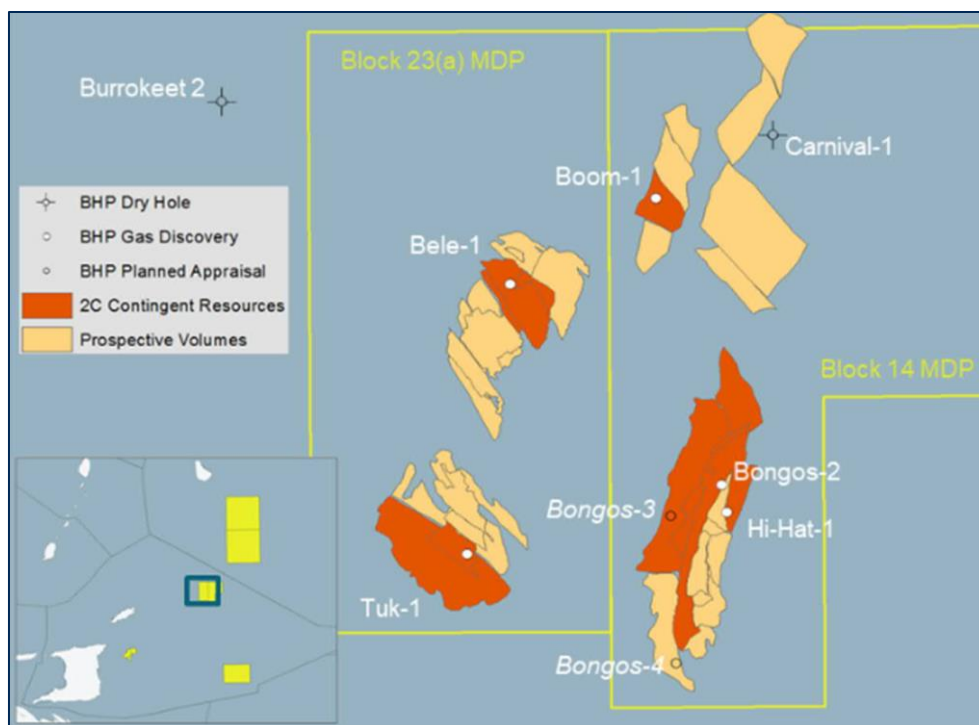 Block 23(a) MDP
Burrokeet 2
Carnival-1
Boom-1
BHP Dry Hole
BHP Gas Discovery
BHP Planned Appraisal
2C Contingent Resources
Prospective Volumes
Bele-1
Block 14 MDP
Bongos-2
Bongos-3
Hi-Hat-1
Tuk-1
Bongos-4